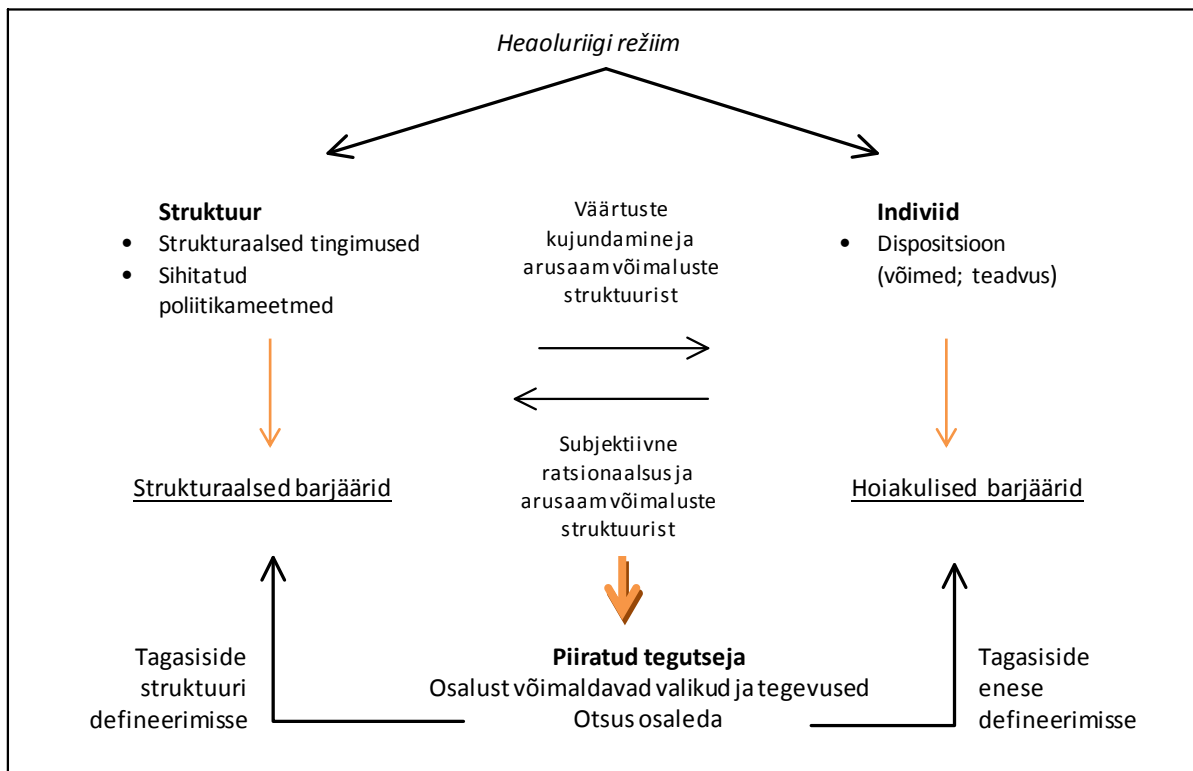 Heaoluriigi režiim
Struktuur
• Strukturaalsed tingimused
• Sihitatud
poliitikameetmed
Väärtuste
kujundamine ja
arusaam võimaluste
struktuurist
Indiviid
• Dispositsioon
(võimed; teadvus)
Strukturaalsed barjäärid
Subjektiivne
ratsionaalsus ja
arusaam võimaluste
struktuurist
Hoiakulised barjäärid
Tagasiside
struktuuri
defineerimisse
Piiratud tegutseja
Osalust võimaldavad valikud ja tegevused
Otsus osaleda
Tagasiside
enese
defineerimisse